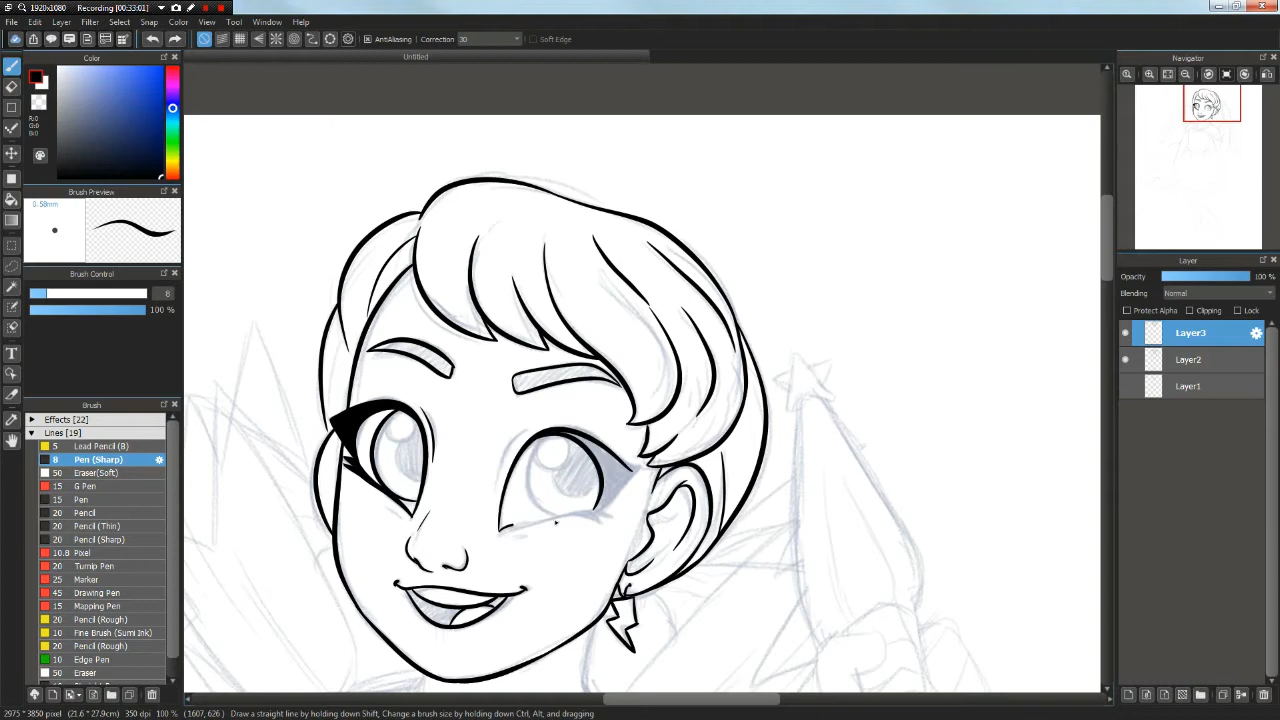 1920x1080 Recording [00:33:01]
File Edit Layer Filter Select Snap Color View Tool Window Help
AntiAliasing Correction 30 Soft Edge
Color Untitled Navigator
R:0
G:0
B:0
Brush Preview
0.58mm
Layer
Brush Control
Opacity 100 %
8
Blending Normal
100 %
Protect Alpha Clipping Lock
Layer3
Layer2
Layer1
Brush
Effects [22]
Lines [19]
5 Lead Pencil (B)
8 Pen (Sharp)
50 Eraser(Soft)
15 G Pen
15 Pen
20 Pencil
20 Pencil (Thin)
20 Pencil (Sharp)
10.8 Pixel
20 Turnip Pen
25 Marker
45 Drawing Pen
15 Mapping Pen
20 Pencil (Rough)
10 Fine Brush (Sumi Ink)
20 Pencil (Rough)
10 Edge Pen
50 Eraser
2975 * 3850 pixel (21.6 * 27.9cm) 350 dpi 100 % (1607, 626) Draw a straight line by holding down Shift, Change a brush size by holding down Ctrl, Alt, and dragging